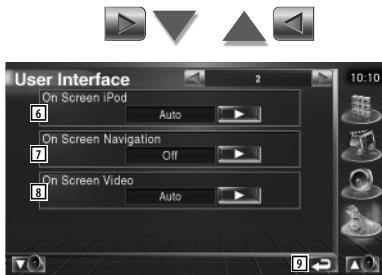 User Interface
2
10:10
On Screen iPod
6
Auto
On Screen Navigation
7
Off
On Screen Video
8
Auto
9